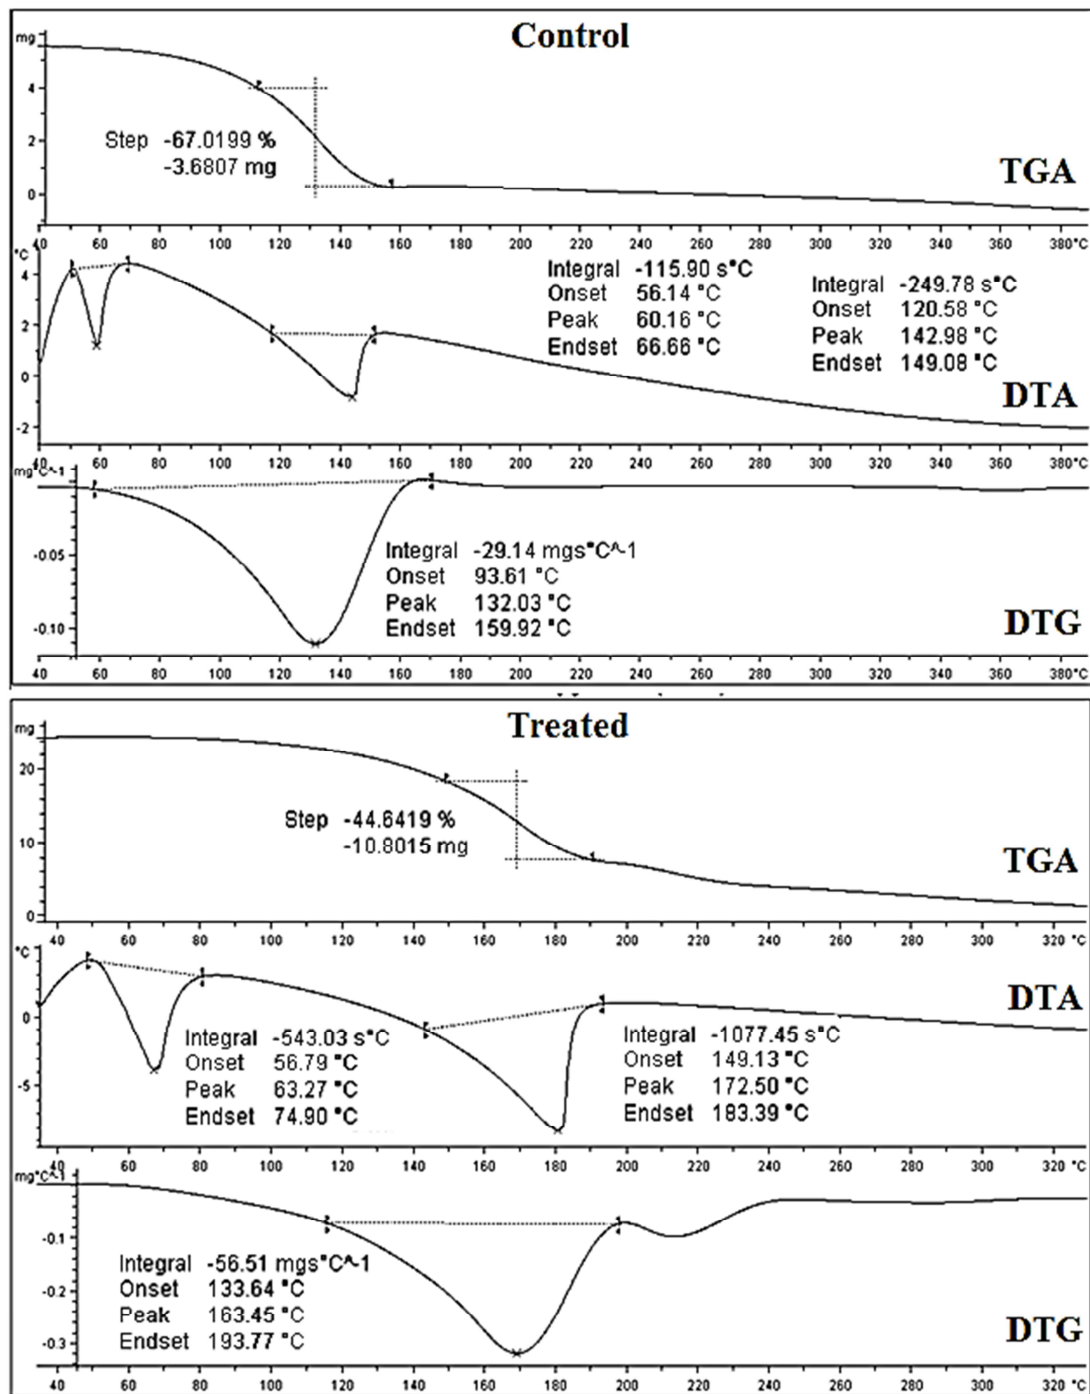 Control
mg
4
2
0
Step -67.0199 %
-3.6807 mg
TGA
40 60 80 100 120 140 160 180 200 220 240 260 280 300 320 340 360 380°C
°C
4
2
0
-2
Integral -115.90 s°C
Onset 56.14 °C
Peak 60.16 °C
Endset 66.66 °C
Integral -249.78 s°C
Onset 120.58 °C
Peak 142.98 °C
Endset 149.08 °C
DTA
40 60 80 100 120 140 160 180 200 220 240 260 280 300 320 340 360 380°C
mg°C^-1
-0.05
-0.10
Integral -29.14 mgs°C^-1
Onset 93.61 °C
Peak 132.03 °C
Endset 159.92 °C
DTG
40 60 80 100 120 140 160 180 200 220 240 260 280 300 320 340 360 380°C
Treated
mg
20
10
0
Step -44.6419 %
-10.8015 mg
TGA
40 60 80 100 120 140 160 180 200 220 240 260 280 300 320 °C
°C
0
-5
Integral -543.03 s°C
Onset 56.79 °C
Peak 63.27 °C
Endset 74.90 °C
Integral -1077.45 s°C
Onset 149.13 °C
Peak 172.50 °C
Endset 183.39 °C
DTA
40 60 80 100 120 140 160 180 200 220 240 260 280 300 320 °C
mg°C^-1
-0.1
-0.2
-0.3
Integral -56.51 mgs°C^-1
Onset 133.64 °C
Peak 163.45 °C
Endset 193.77 °C
DTG
40 60 80 100 120 140 160 180 200 220 240 260 280 300 320 °C